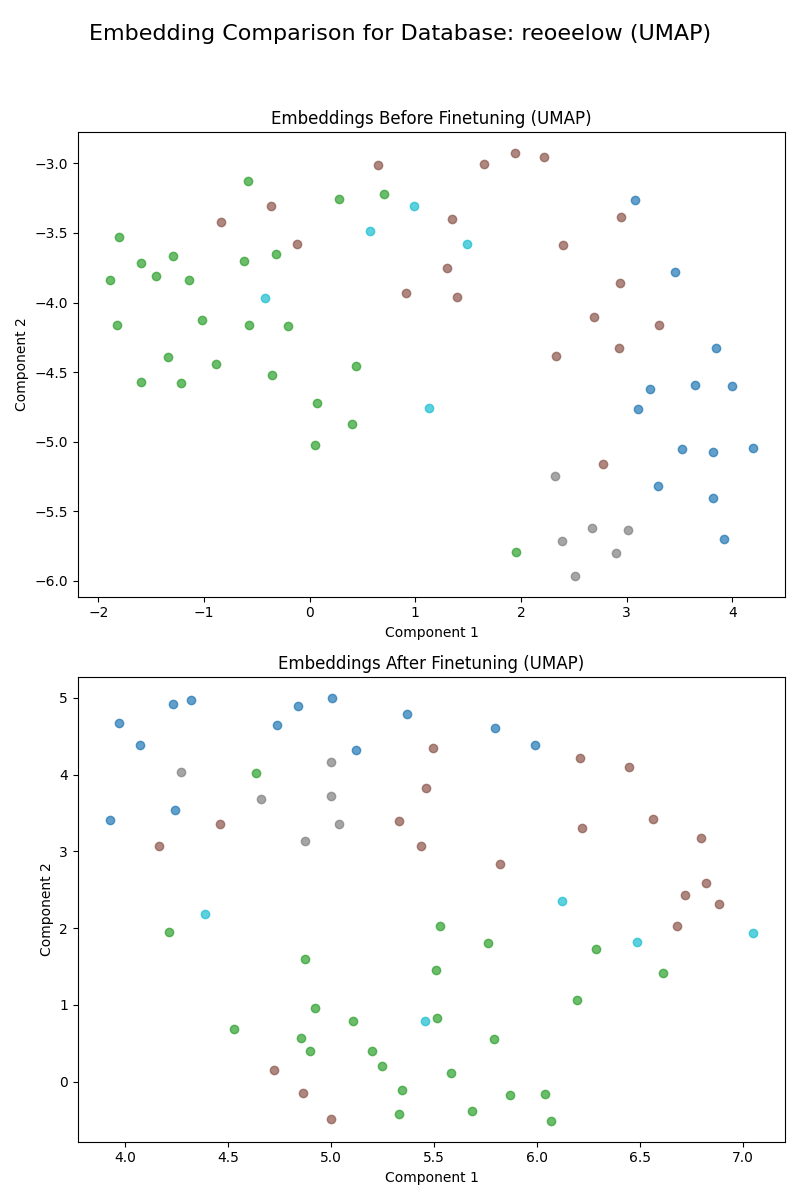 Embedding Comparison for Database: reoeelow (UMAP)
Embeddings Before Finetuning (UMAP)
−3.0
−3.5
−4.0
−4.5
−5.0
−5.5
−6.0
Component 2
−2 −1 0 1 2 3 4
Component 1
Embeddings After Finetuning (UMAP)
5
4
3
2
1
0
Component 2
4.0 4.5 5.0 5.5 6.0 6.5 7.0
Component 1